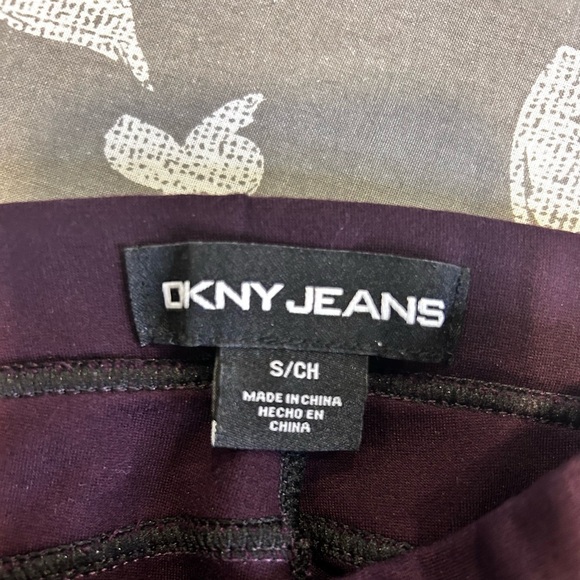 DKNY JEANS
S/CH
MADE IN CHINA
HECHO EN
CHINA